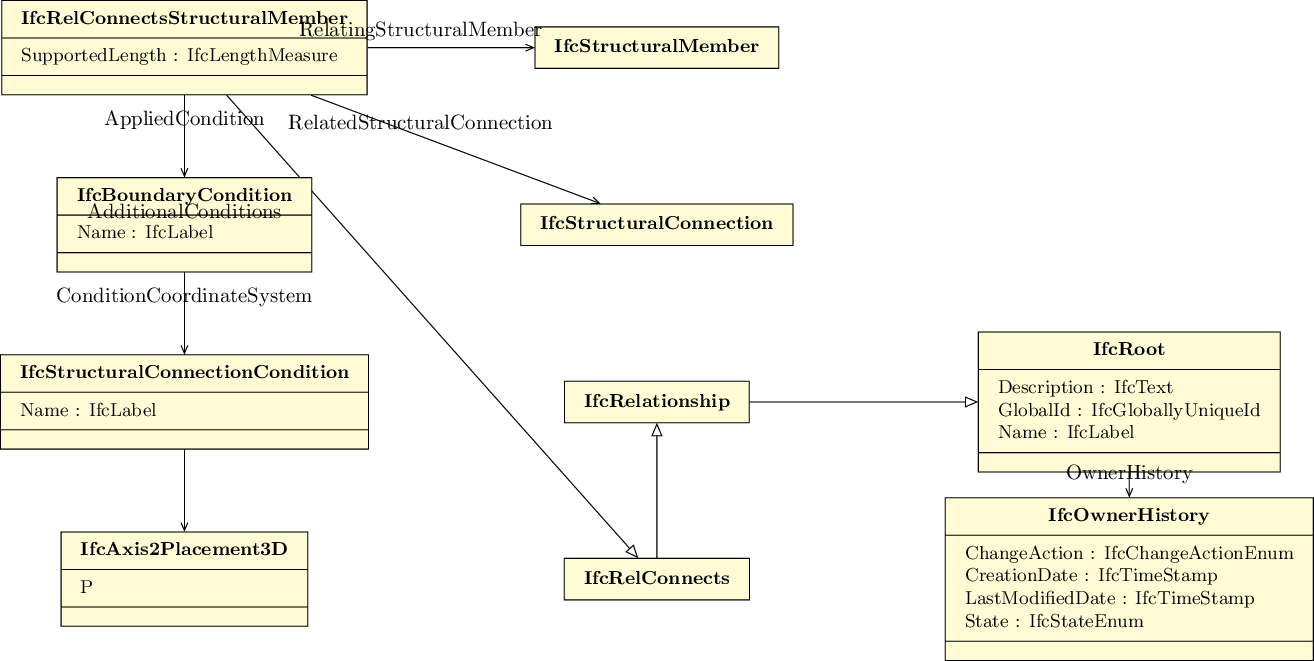 IfcRelConnectsStructuralMember
RelatingStructuralMember
SupportedLength : IfcLengthMeasure
IfcStructuralMember
AppliedCondition
RelatedStructuralConnection
IfcBoundaryCondition
AdditionalConditions
Name : IfcLabel
IfcStructuralConnection
ConditionCoordinateSystem
IfcStructuralConnectionCondition
Name : IfcLabel
IfcRelationship
IfcRoot
Description : IfcText
GlobalId : IfcGloballyUniqueId
Name : IfcLabel
OwnerHistory
IfcAxis2Placement3D
P
IfcRelConnects
IfcOwnerHistory
ChangeAction : IfcChangeActionEnum
CreationDate : IfcTimeStamp
LastModifiedDate : IfcTimeStamp
State : IfcStateEnum